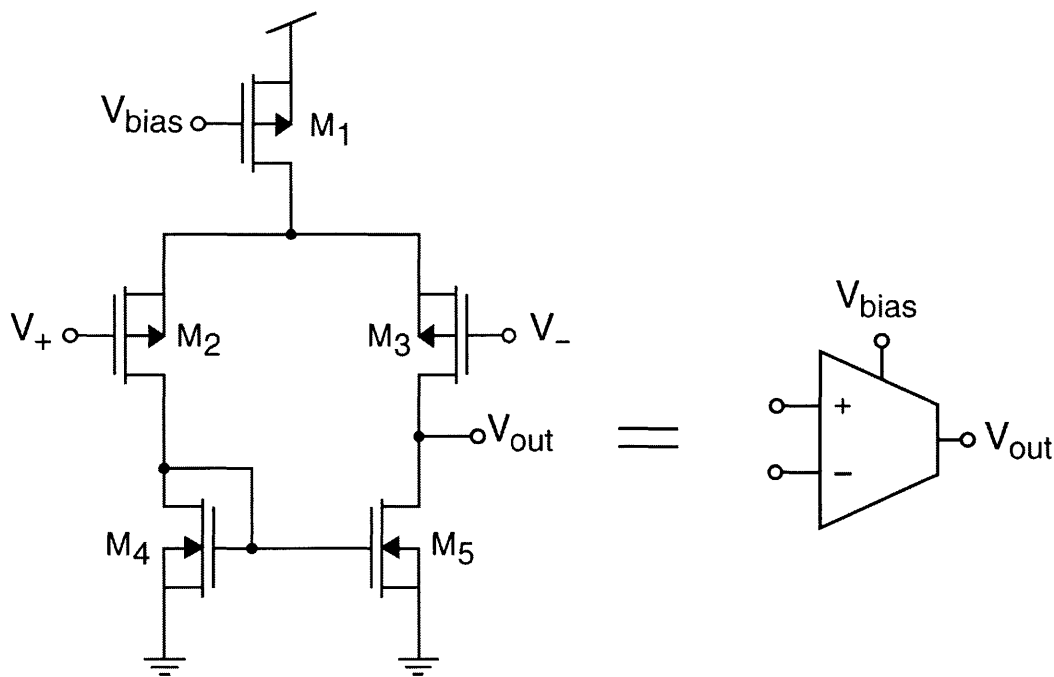 V_bias
M_1
V_+
M_2
M_3
V_-
V_out
M_4
M_5
V_bias
+
−
V_out